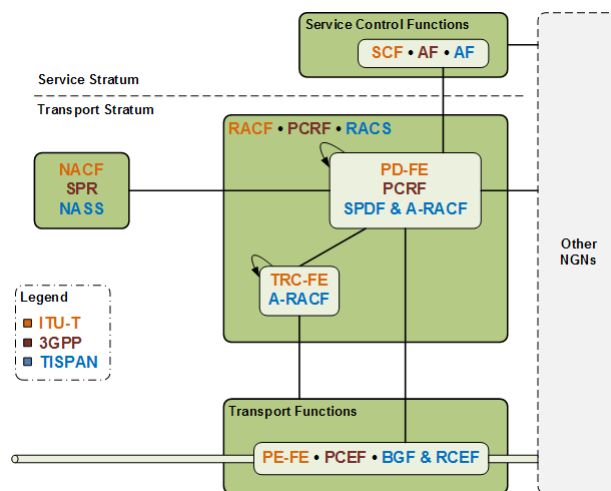 Service Control Functions
SCF • AF • AF
Service Stratum
Transport Stratum
RACF • PCRF • RACS
NACF
SPR
NASS
PD-FE
PCRF
SPDF & A-RACF
Other
NGNs
TRC-FE
A-RACF
Legend
ITU-T
3GPP
TISPAN
Transport Functions
PE-FE • PCEF • BGF & RCEF